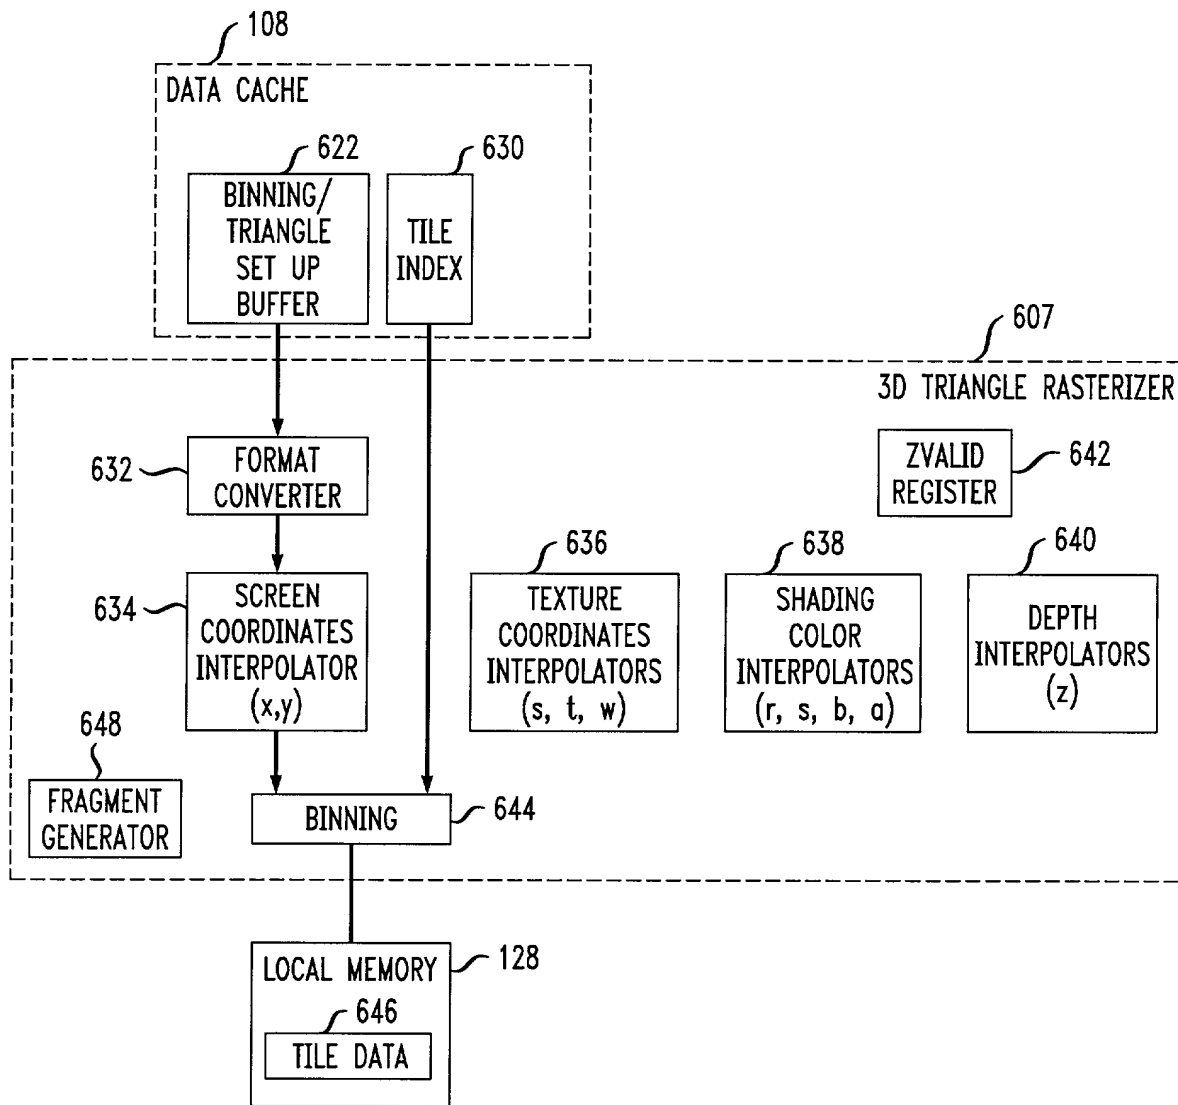 108
DATA CACHE
622
630
BINNING/
TRIANGLE
SET UP
BUFFER
TILE
INDEX
607
3D TRIANGLE RASTERIZER
632
FORMAT
CONVERTER
ZVALID
REGISTER
642
634
SCREEN
COORDINATES
INTERPOLATOR
(x,y)
636
TEXTURE
COORDINATES
INTERPOLATORS
(s, t, w)
638
SHADING
COLOR
INTERPOLATORS
(r, s, b, a)
640
DEPTH
INTERPOLATORS
(z)
648
FRAGMENT
GENERATOR
BINNING
644
LOCAL MEMORY
128
646
TILE DATA